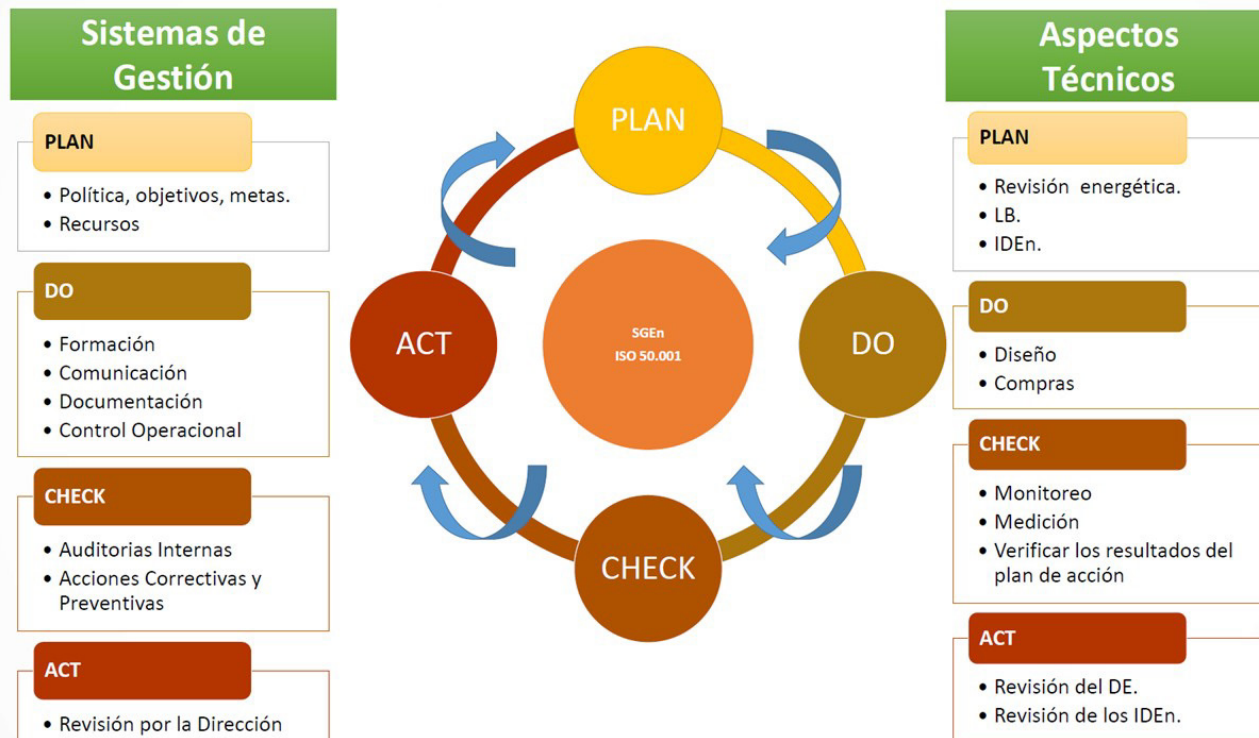 Sistemas de
Gestión
PLAN
• Política, objetivos, metas.
• Recursos
DO
• Formación
• Comunicación
• Documentación
• Control Operacional
CHECK
• Auditorias Internas
• Acciones Correctivas y
Preventivas
ACT
• Revisión por la Dirección
PLAN
ACT
SGEn
ISO 50.001
DO
CHECK
Aspectos
Técnicos
PLAN
• Revisión energética.
• LB.
• IDEn.
DO
• Diseño
• Compras
CHECK
• Monitoreo
• Medición
• Verificar los resultados del
plan de acción
ACT
• Revisión del DE.
• Revisión de los IDEn.